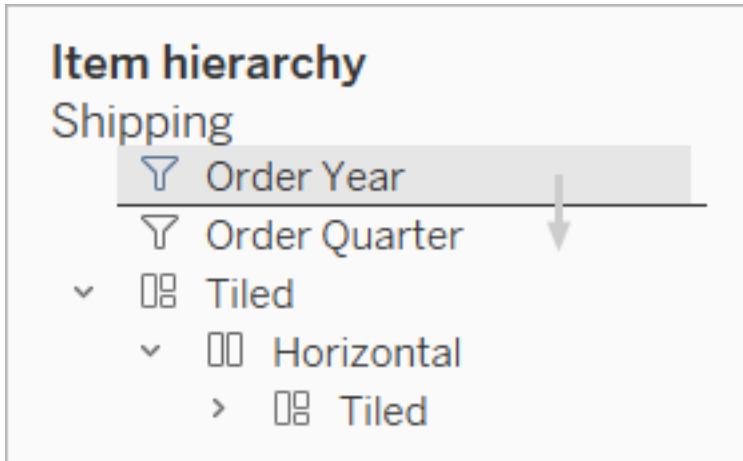 Item hierarchy
Shipping
Order Year
Order Quarter
Tiled
Horizontal
Tiled